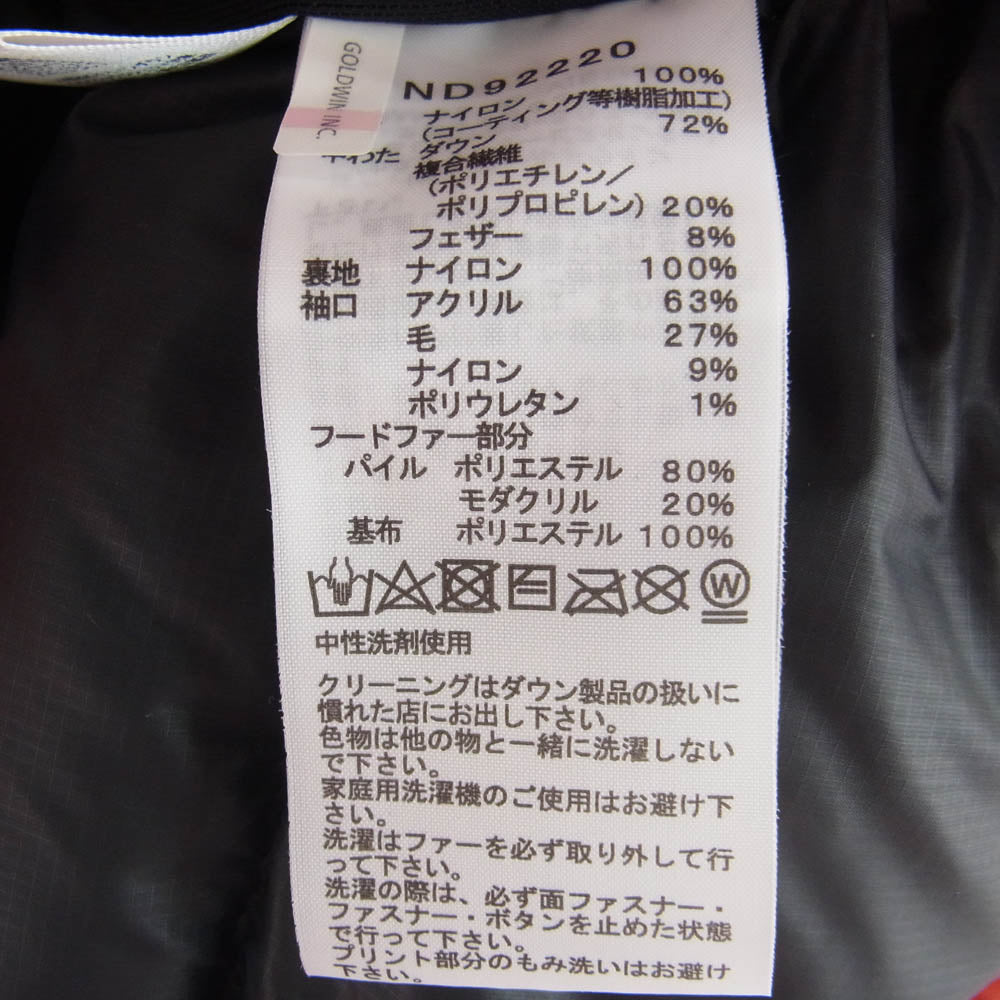 GOLDWIN INC.
ND92220
ナイロン 100%
(コーティング等樹脂加工)
中わた ダウン 72%
複合繊維
(ポリエチレン/
ポリプロピレン) 20%
フェザー 8%
裏地 ナイロン 100%
袖口 アクリル 63%
毛 27%
ナイロン 9%
ポリウレタン 1%
フードファー部分
パイル ポリエステル 80%
モダクリル 20%
基布 ポリエステル 100%
W
中性洗剤使用
クリーニングはダウン製品の扱いに
慣れた店にお出し下さい。
色物は他の物と一緒に洗濯しない
で下さい。
家庭用洗濯機のご使用はお避け下
さい。
洗濯はファーを必ず取り外して行
って下さい。
洗濯の際は、必ず面ファスナー・
ファスナー・ボタンを止めた状態
で行って下さい。
プリント部分のもみ洗いはお避け
下さい。